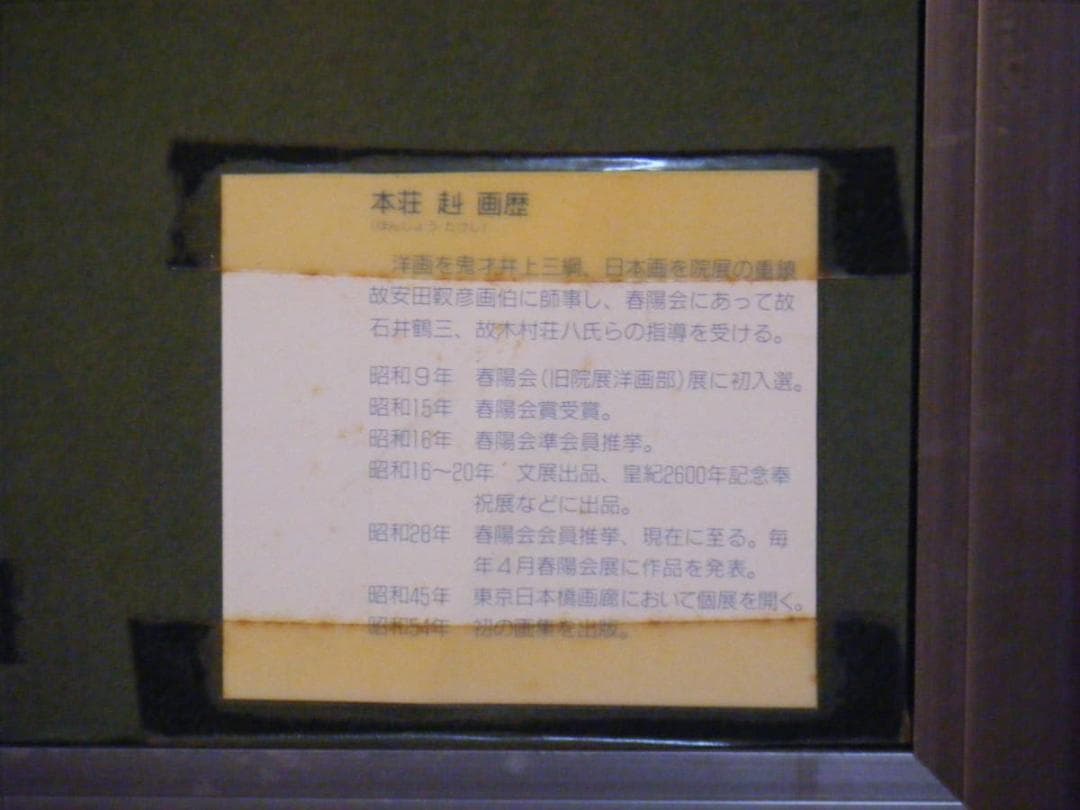 本荘 赳 画歴
(ほんじょう・たけし)
洋画を鬼才井上三綱、日本画を院展の重鎮
故安田靫彦画伯に師事し、春陽会にあって故
石井鶴三、故木村荘八氏らの指導を受ける。
昭和9年 春陽会(旧院展洋画部)展に初入選。
昭和15年 春陽会賞受賞。
昭和16年 春陽会準会員推挙。
昭和16〜20年 文展出品、皇紀2600年記念奉
祝展などに出品。
昭和28年 春陽会会員推挙、現在に至る。毎
年4月春陽会展に作品を発表。
昭和45年 東京日本橋画廊において個展を開く。
昭和54年 初の画集を出版。